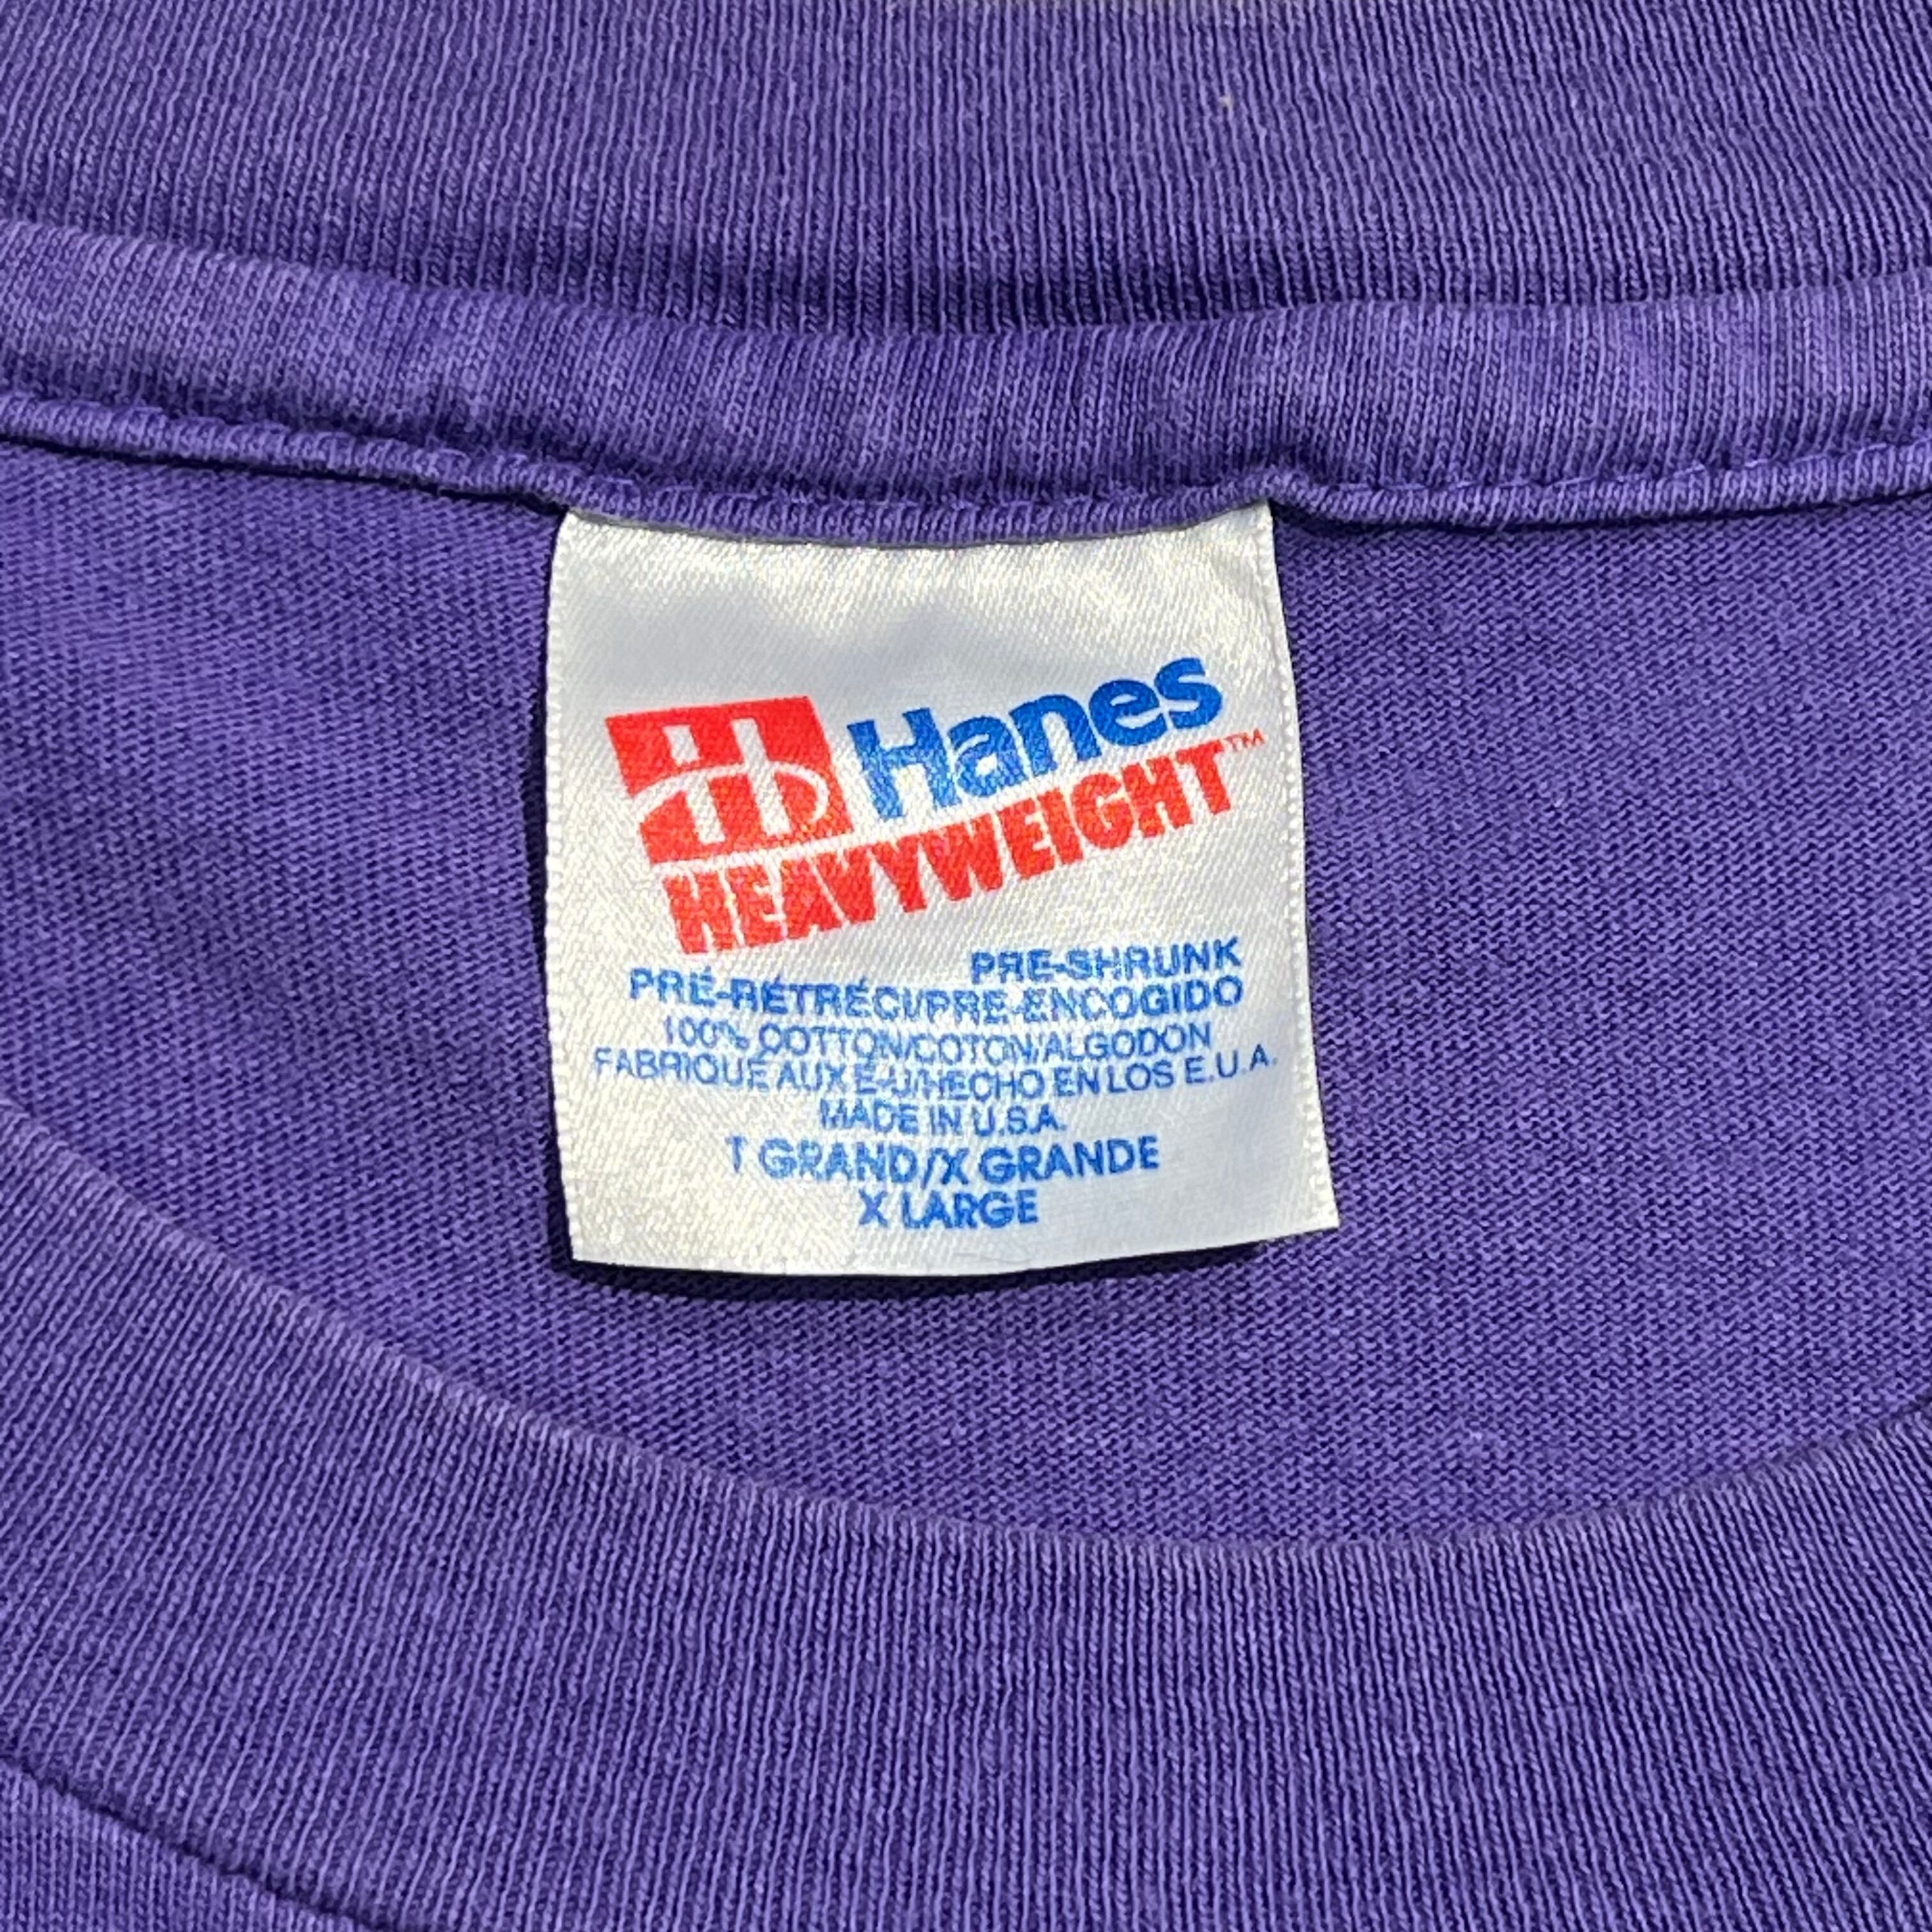 Hanes
HEAVYWEIGHT™
PRE-SHRUNK
PRÉ-RÉTRÉCI/PRE-ENCOGIDO
100% COTTON/COTON/ALGODON
FABRIQUÉ AUX É-U/HECHO EN LOS E.U.A.
MADE IN U.S.A.
T GRAND/X GRANDE
X LARGE